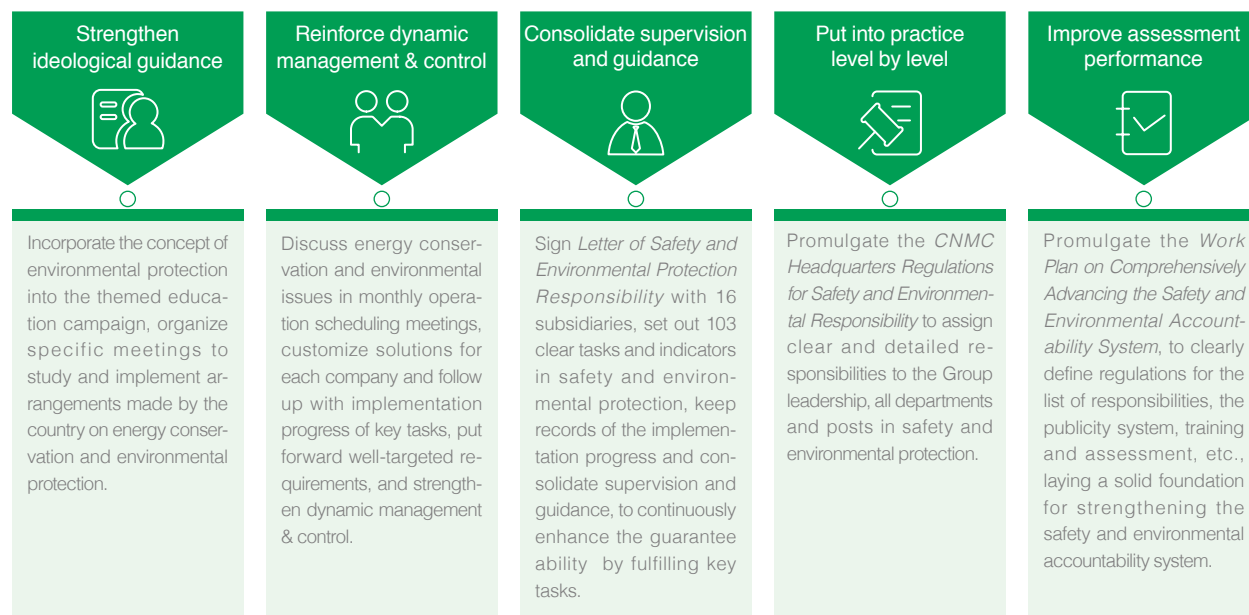 Strengthen
ideological guidance
Incorporate the concept of
environmental protection
into the themed educa-
tion campaign, organize
specific meetings to
study and implement ar-
rangements made by the
country on energy conser-
vation and environmental
protection.
Reinforce dynamic
management & control
Discuss energy conser-
vation and environmental
issues in monthly opera-
tion scheduling meetings,
customize solutions for
each company and follow
up with implementation
progress of key tasks, put
forward well-targeted re-
quirements, and strength-
en dynamic management
& control.
Consolidate supervision
and guidance
Sign Letter of Safety and
Environmental Protection
Responsibility with 16
subsidiaries, set out 103
clear tasks and indicators
in safety and environ-
mental protection, keep
records of the implemen-
tation progress and con-
solidate supervision and
guidance, to continuously
enhance the guarantee
ability by fulfilling key
tasks.
Put into practice
level by level
Promulgate the CNMC
Headquarters Regulations
for Safety and Environmen-
tal Responsibility to assign
clear and detailed re-
sponsibilities to the Group
leadership, all departments
and posts in safety and
environmental protection.
Improve assessment
performance
Promulgate the Work
Plan on Comprehensively
Advancing the Safety and
Environmental Account-
ability System, to clearly
define regulations for the
list of responsibilities, the
publicity system, training
and assessment, etc.,
laying a solid foundation
for strengthening the
safety and environmental
accountability system.